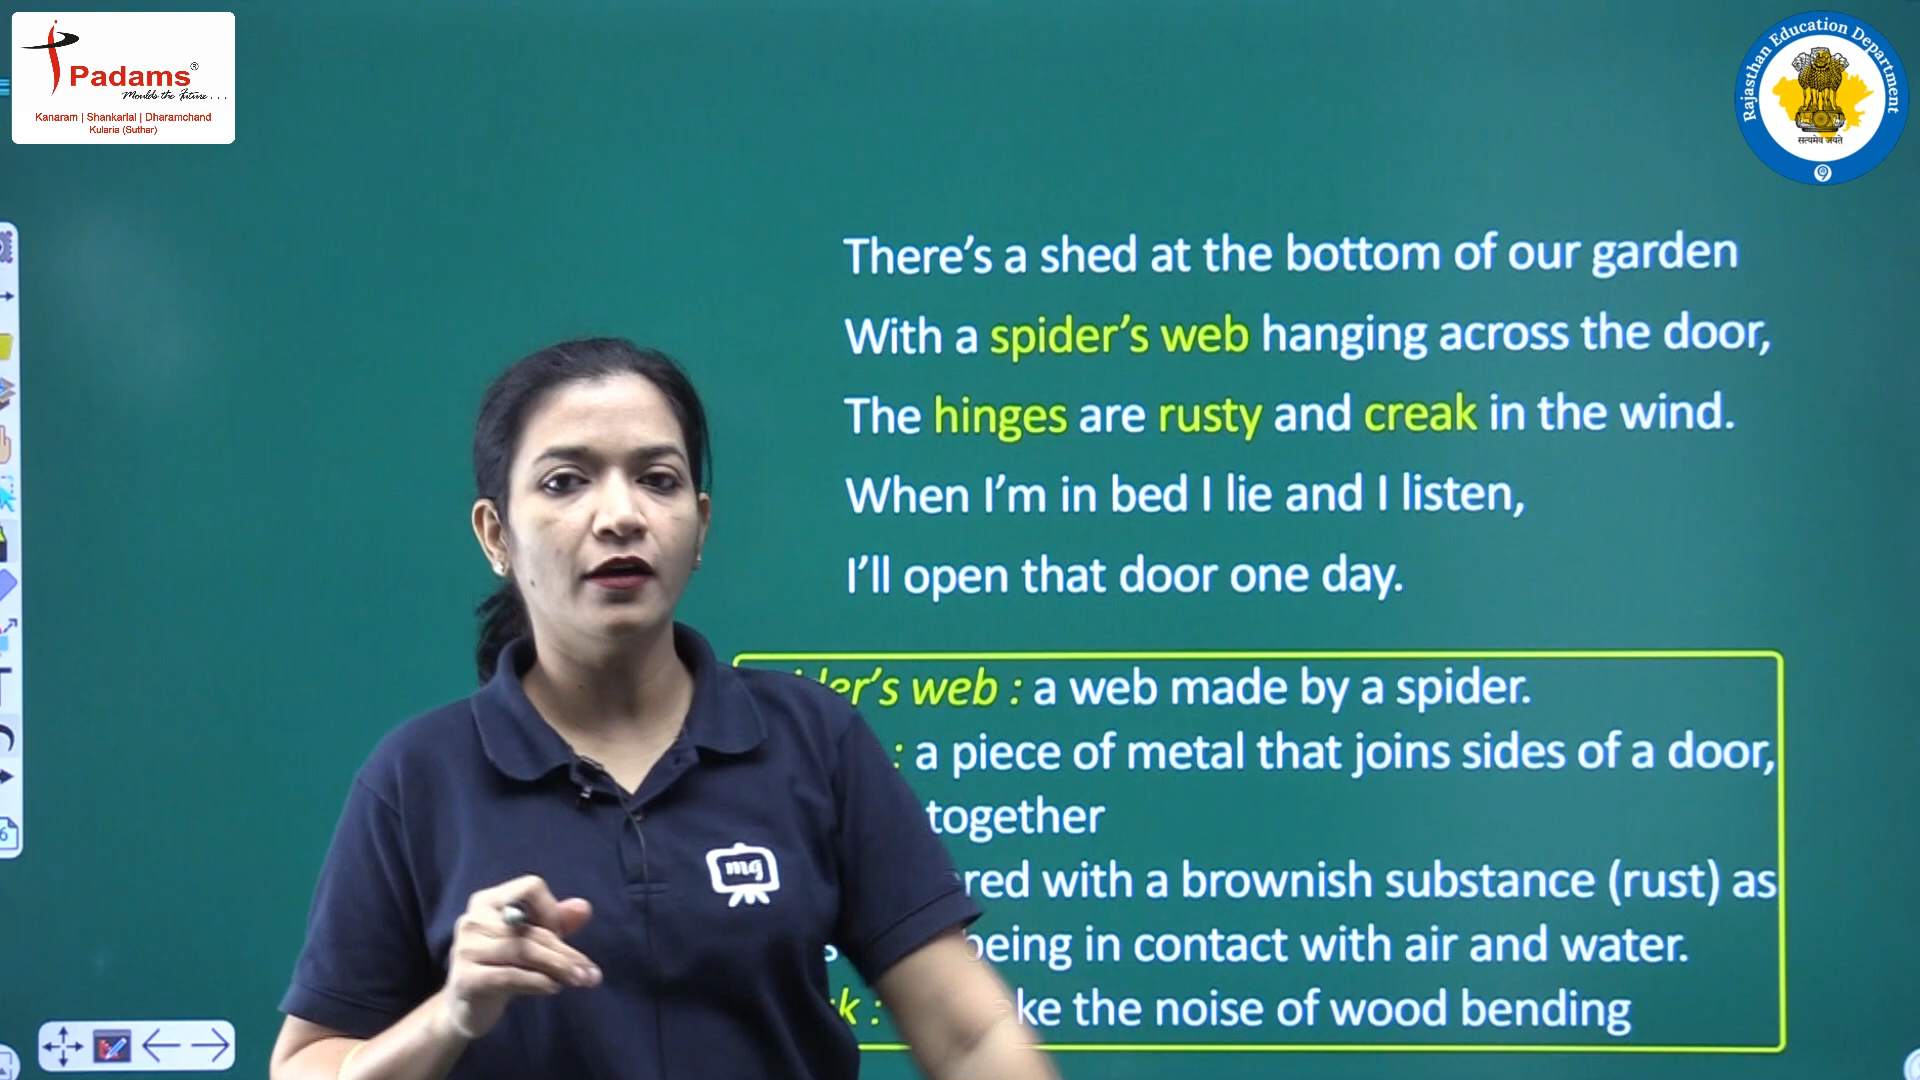 Padams®
Moulds the Future...
Kanaram | Shankarlal | Dharamchand
Kularia (Suthar)
Rajasthan Education Department
सत्यमेव जयते
There's a shed at the bottom of our garden
With a spider's web hanging across the door,
The hinges are rusty and creak in the wind.
When I'm in bed I lie and I listen,
I'll open that door one day.
web : a web made by a spider.
: a piece of metal that joins sides of a door,
together
with a brownish substance (rust) as
being in contact with air and water.
: the noise of wood bending
mg